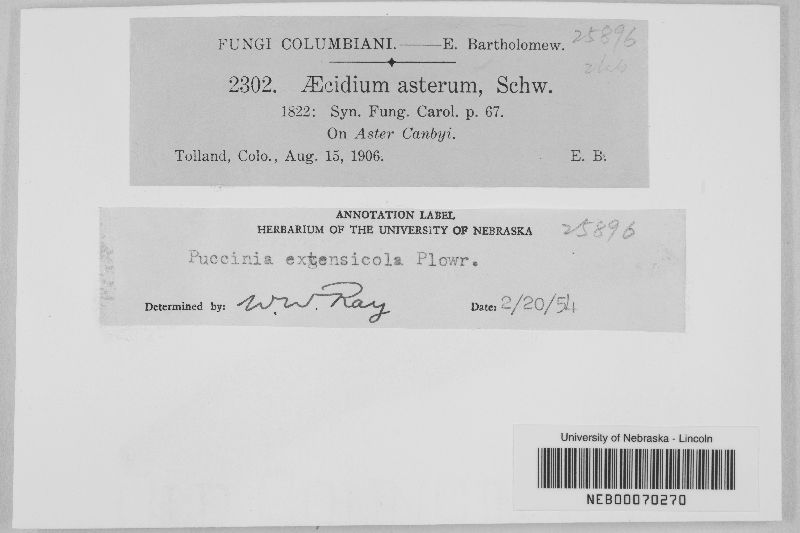 FUNGI COLUMBIANI.——E. Bartholomew. 25896
2302. Æcidium asterum, Schw.
1822: Syn. Fung. Carol. p. 67.
On Aster Canbyi.
Tolland, Colo., Aug. 15, 1906. E. B.
ANNOTATION LABEL
HERBARIUM OF THE UNIVERSITY OF NEBRASKA 25896
Puccinia extensicola Plowr.
Determined by: W.W. Ray Date: 2/20/54
University of Nebraska - Lincoln
NEB00070270